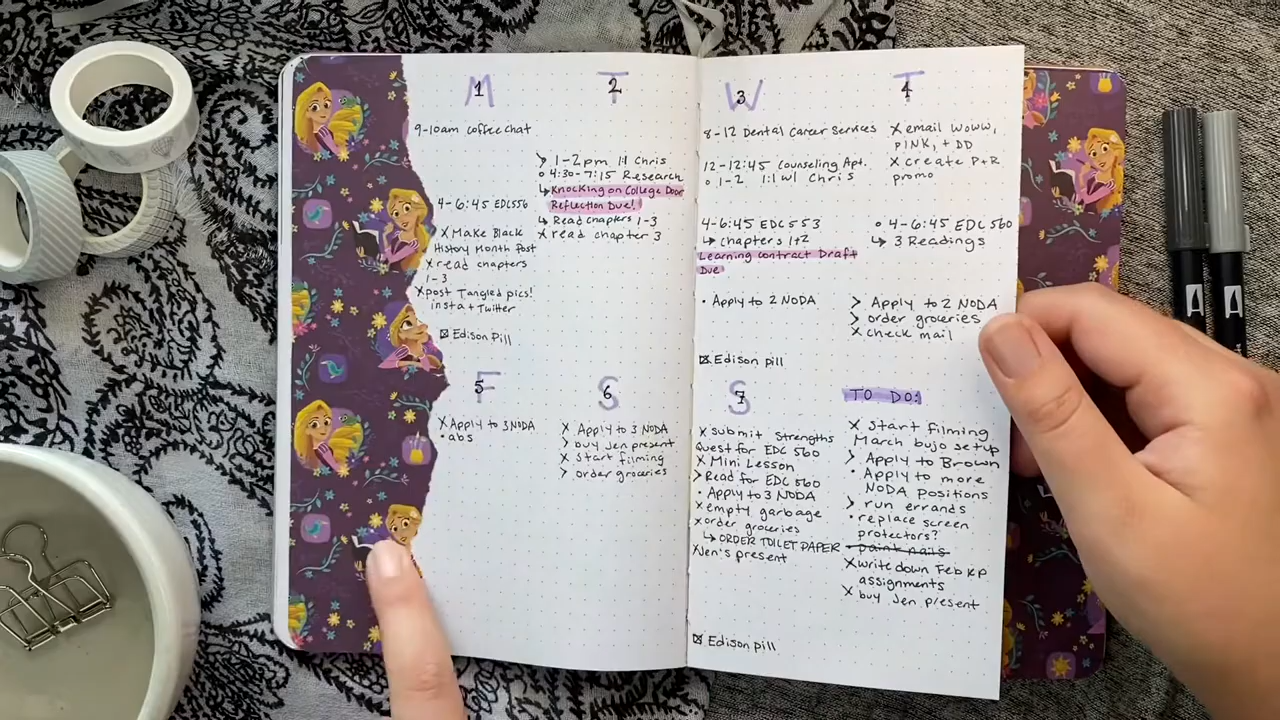 M 1
9-10am coffee chat
4-6:45 EDL556
X Make Black
History Month Post
X read chapters
1-3
X post Tangled pics!
insta + Twitter
☒ Edison Pill
T 2
> 1-2pm 1:1 Chris
o 4:30-7:15 Research
↳ Knocking on College Door
Reflection Due!
↳ Read chapters 1-3
X read chapter 3
W 3
8-12 Dental Career Services
12-12:45 Counseling Apt.
o 1-2 1:1 w/ Chris
4-6:45 EDC 553
↳ chapters 1+2
Learning contract Draft
Due
• Apply to 2 NODA
☒ Edison pill
T 4
X email WOWW,
PINK, + DD
X create P+R
promo
o 4-6:45 EDC 560
↳ 3 Readings
> Apply to 2 NODA
> order groceries
X check mail
F 5
X Apply to 3 NODA
• abs
S 6
X Apply to 3 NODA
> buy Jen present
X start filming
> order groceries
S 7
X submit strengths
Quest for EDC 560
X Mini Lesson
> Read for EDC 560
• Apply to 3 NODA
X empty garbage
X order groceries
↳ ORDER TOILET PAPER
X Jen's present
☒ Edison pill
TO DO:
X start filming
March bujo setup
> Apply to Brown
• Apply to more
NODA positions
> run errands
• replace screen
protectors?
paint nails
X write down Feb KP
assignments
X buy Jen present